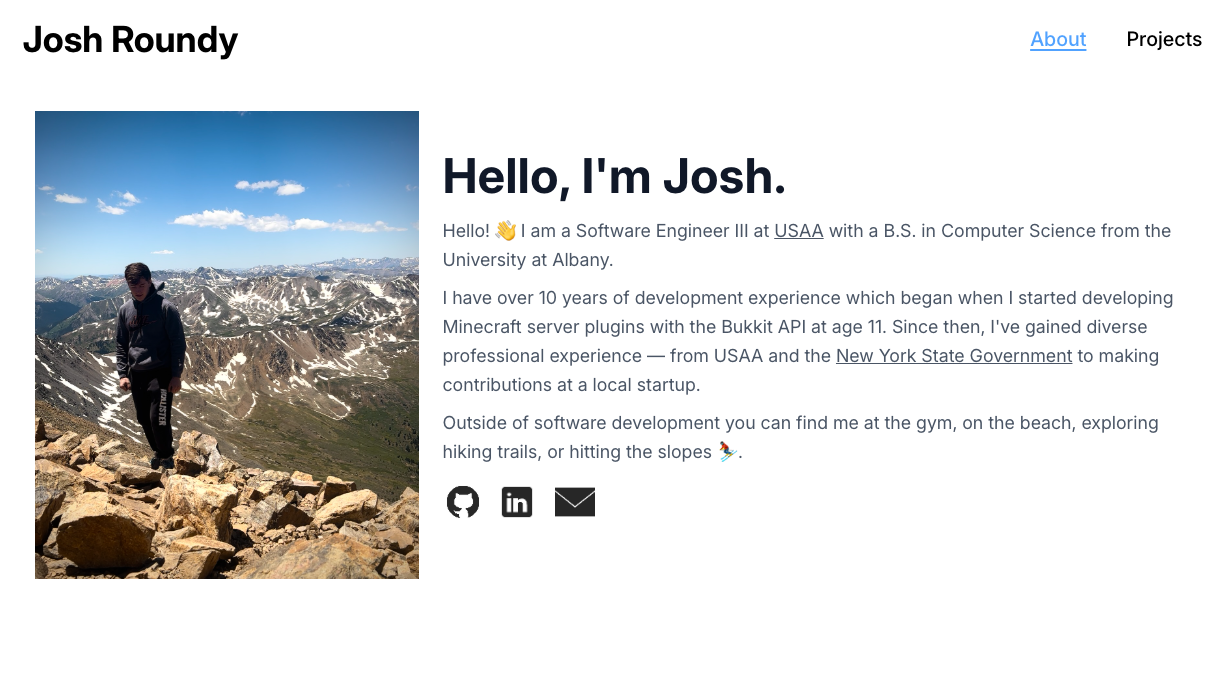 Josh Roundy
About
Projects
Hello, I'm Josh.
Hello! 👋 I am a Software Engineer III at USAA with a B.S. in Computer Science from the
University at Albany.
I have over 10 years of development experience which began when I started developing
Minecraft server plugins with the Bukkit API at age 11. Since then, I've gained diverse
professional experience — from USAA and the New York State Government to making
contributions at a local startup.
Outside of software development you can find me at the gym, on the beach, exploring
hiking trails, or hitting the slopes ⛷️.
HOLLISTER
in